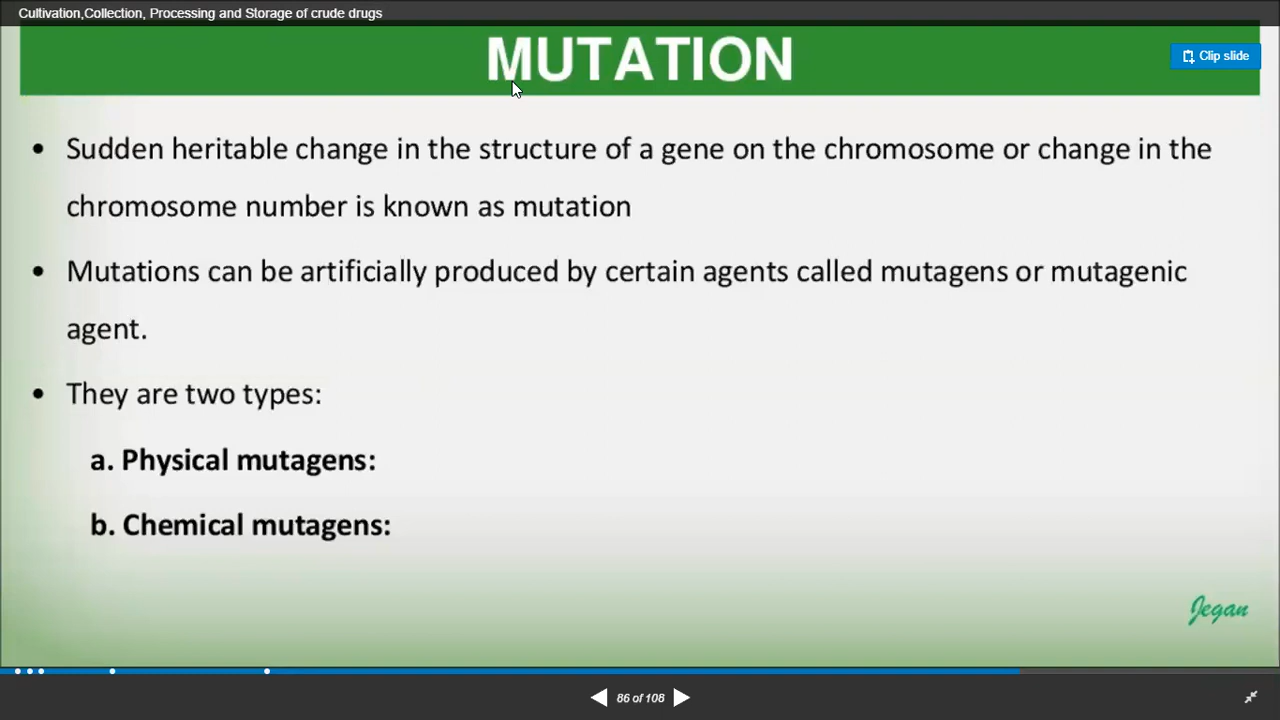 Cultivation,Collection, Processing and Storage of crude drugs
MUTATION
Clip slide
• Sudden heritable change in the structure of a gene on the chromosome or change in the
chromosome number is known as mutation
• Mutations can be artificially produced by certain agents called mutagens or mutagenic
agent.
• They are two types:
a. Physical mutagens:
b. Chemical mutagens:
Jegan
86 of 108